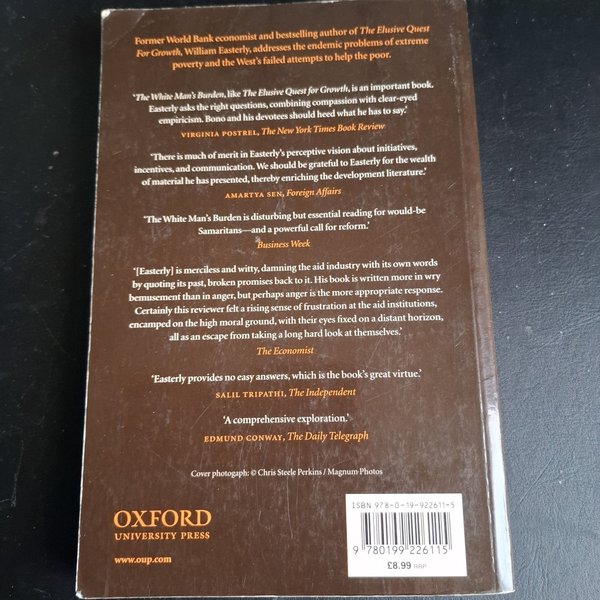 Former World Bank economist and bestselling author of The Elusive Quest
For Growth, William Easterly, addresses the endemic problems of extreme
poverty and the West's failed attempts to help the poor.
'The White Man's Burden, like The Elusive Quest for Growth, is an important book.
Easterly asks the right questions, combining compassion with clear-eyed
empiricism. Bono and his devotees should heed what he has to say.'
VIRGINIA POSTREL, The New York Times Book Review
'There is much of merit in Easterly's perceptive vision about initiatives,
incentives, and communication. We should be grateful to Easterly for the wealth
of material he has presented, thereby enriching the development literature.'
AMARTYA SEN, Foreign Affairs
'The White Man's Burden is disturbing but essential reading for would-be
Samaritans—and a powerful call for reform.'
Business Week
'[Easterly] is merciless and witty, damning the aid industry with its own words
by quoting its past, broken promises back to it. His book is written more in wry
bemusement than in anger, but perhaps anger is the more appropriate response.
Certainly this reviewer felt a rising sense of frustration at the aid institutions,
encamped on the high moral ground, with their eyes fixed on a distant horizon,
all as an escape from taking a long hard look at themselves.'
The Economist
'Easterly provides no easy answers, which is the book's great virtue.'
SALIL TRIPATHI, The Independent
'A comprehensive exploration.'
EDMUND CONWAY, The Daily Telegraph
Cover photograph: © Chris Steele Perkins / Magnum Photos
OXFORD
UNIVERSITY PRESS
www.oup.com
ISBN 978-0-19-922611-5
9 780199 226115
£8.99 RRP